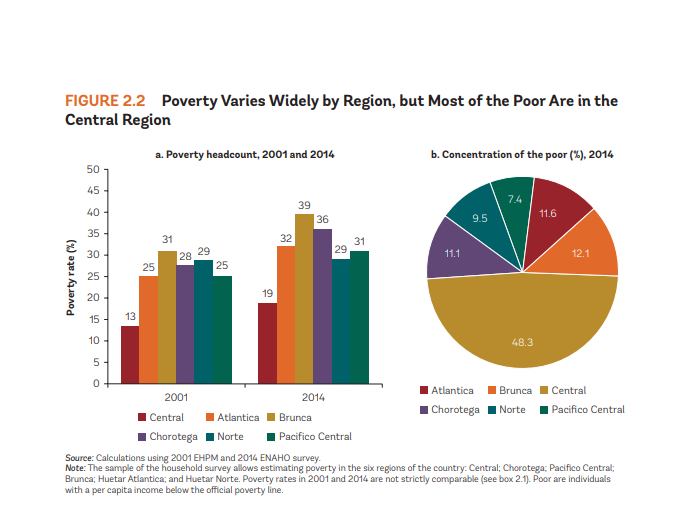 FIGURE 2.2 Poverty Varies Widely by Region, but Most of the Poor Are in the
Central Region
a. Poverty headcount, 2001 and 2014
Poverty rate (%)
50
45
40
35
30
25
20
15
10
5
0
13
25
31
28
29
25
19
32
39
36
29
31
2001
2014
Central
Atlantica
Brunca
Chorotega
Norte
Pacifico Central
b. Concentration of the poor (%), 2014
7.4
11.6
9.5
11.1
12.1
48.3
Atlantica
Brunca
Central
Chorotega
Norte
Pacifico Central
Source: Calculations using 2001 EHPM and 2014 ENAHO survey.
Note: The sample of the household survey allows estimating poverty in the six regions of the country: Central; Chorotega; Pacifico Central;
Brunca; Huetar Atlantica; and Huetar Norte. Poverty rates in 2001 and 2014 are not strictly comparable (see box 2.1). Poor are individuals
with a per capita income below the official poverty line.